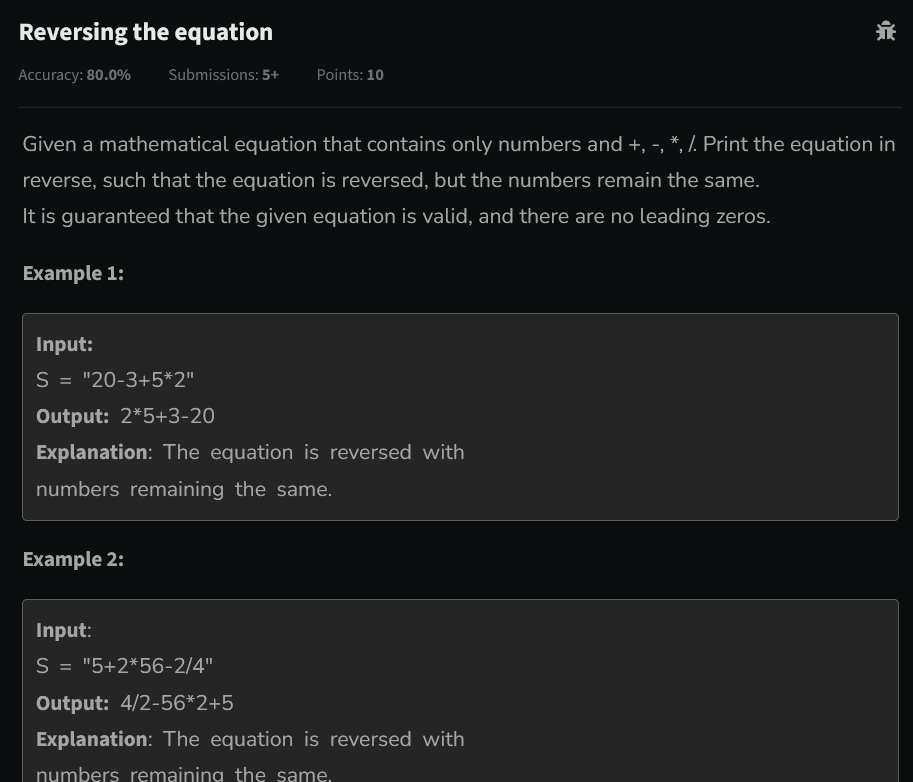 Reversing the equation
Accuracy: 80.0% Submissions: 5+ Points: 10
Given a mathematical equation that contains only numbers and +, -, *, /. Print the equation in
reverse, such that the equation is reversed, but the numbers remain the same.
It is guaranteed that the given equation is valid, and there are no leading zeros.
Example 1:
Input:
S = "20-3+5*2"
Output: 2*5+3-20
Explanation: The equation is reversed with
numbers remaining the same.
Example 2:
Input:
S = "5+2*56-2/4"
Output: 4/2-56*2+5
Explanation: The equation is reversed with
numbers remaining the same.